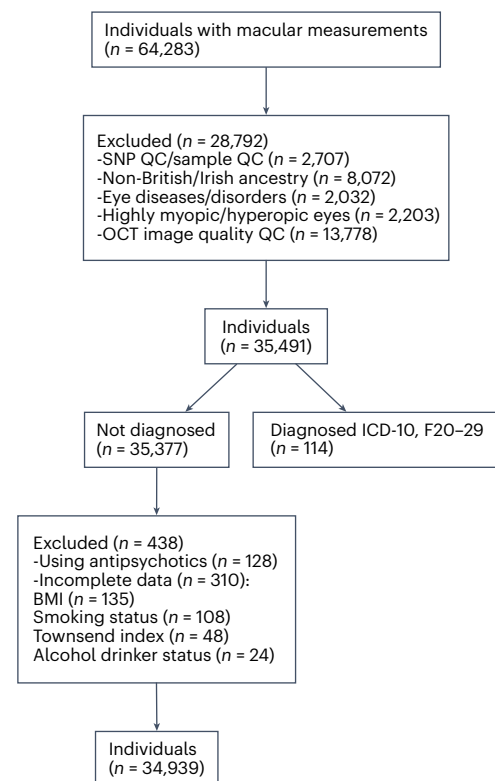 Individuals with macular measurements
(n = 64,283)
Excluded (n = 28,792)
-SNP QC/sample QC (n = 2,707)
-Non-British/Irish ancestry (n = 8,072)
-Eye diseases/disorders (n = 2,032)
-Highly myopic/hyperopic eyes (n = 2,203)
-OCT image quality QC (n = 13,778)
Individuals
(n = 35,491)
Not diagnosed
(n = 35,377)
Diagnosed ICD-10, F20–29
(n = 114)
Excluded (n = 438)
-Using antipsychotics (n = 128)
-Incomplete data (n = 310):
BMI (n = 135)
Smoking status (n = 108)
Townsend index (n = 48)
Alcohol drinker status (n = 24)
Individuals
(n = 34,939)